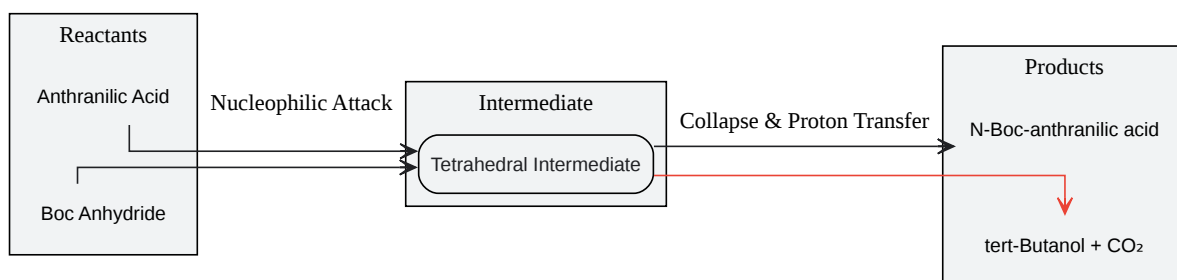 Reactants
Anthranilic Acid
Boc Anhydride
Nucleophilic Attack
Intermediate
Tetrahedral Intermediate
Collapse & Proton Transfer
Products
N-Boc-anthranilic acid
tert-Butanol + CO₂